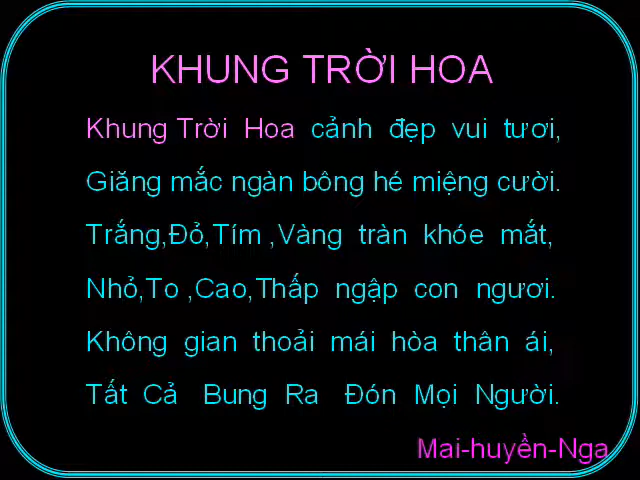 KHUNG TRỜI HOA
Khung Trời Hoa cảnh đẹp vui tươi,
Giăng mắc ngàn bông hé miệng cười.
Trắng,Đỏ,Tím ,Vàng tràn khóe mắt,
Nhỏ,To ,Cao,Thấp ngập con ngươi.
Không gian thoải mái hòa thân ái,
Tất Cả Bung Ra Đón Mọi Người.
Mai-huyền-Nga